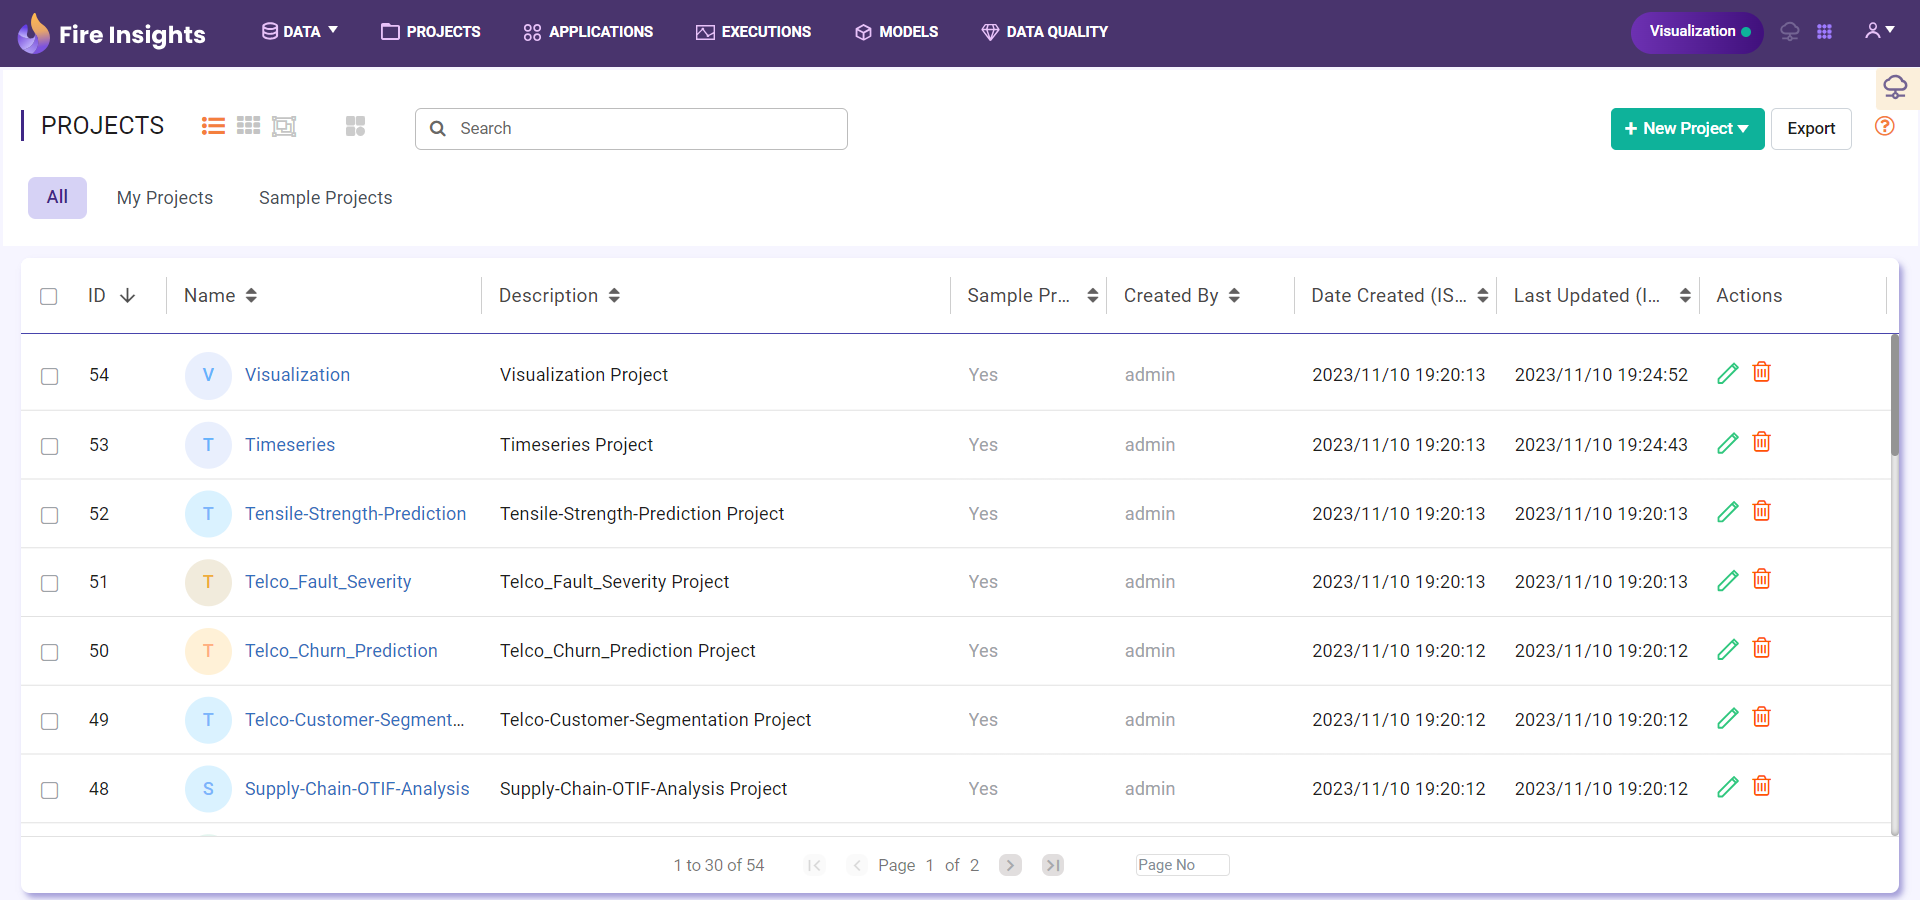 Fire Insights DATA PROJECTS APPLICATIONS EXECUTIONS MODELS DATA QUALITY Visualization
PROJECTS Search + New Project Export
All My Projects Sample Projects
ID Name Description Sample Pr... Created By Date Created (IS... Last Updated (I... Actions
54 V Visualization Visualization Project Yes admin 2023/11/10 19:20:13 2023/11/10 19:24:52
53 T Timeseries Timeseries Project Yes admin 2023/11/10 19:20:13 2023/11/10 19:24:43
52 T Tensile-Strength-Prediction Tensile-Strength-Prediction Project Yes admin 2023/11/10 19:20:13 2023/11/10 19:20:13
51 T Telco_Fault_Severity Telco_Fault_Severity Project Yes admin 2023/11/10 19:20:13 2023/11/10 19:20:13
50 T Telco_Churn_Prediction Telco_Churn_Prediction Project Yes admin 2023/11/10 19:20:12 2023/11/10 19:20:12
49 T Telco-Customer-Segment... Telco-Customer-Segmentation Project Yes admin 2023/11/10 19:20:12 2023/11/10 19:20:12
48 S Supply-Chain-OTIF-Analysis Supply-Chain-OTIF-Analysis Project Yes admin 2023/11/10 19:20:12 2023/11/10 19:20:12
1 to 30 of 54 Page 1 of 2 Page No